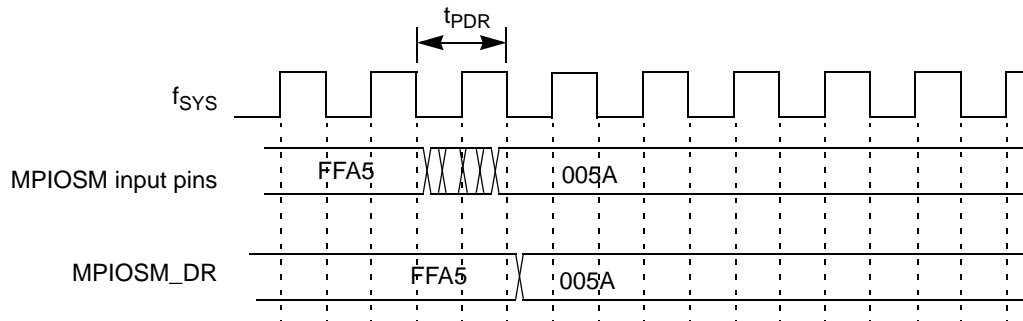 tPDR
fSYS
MPIOSM input pins FFA5 005A
MPIOSM_DR FFA5 005A